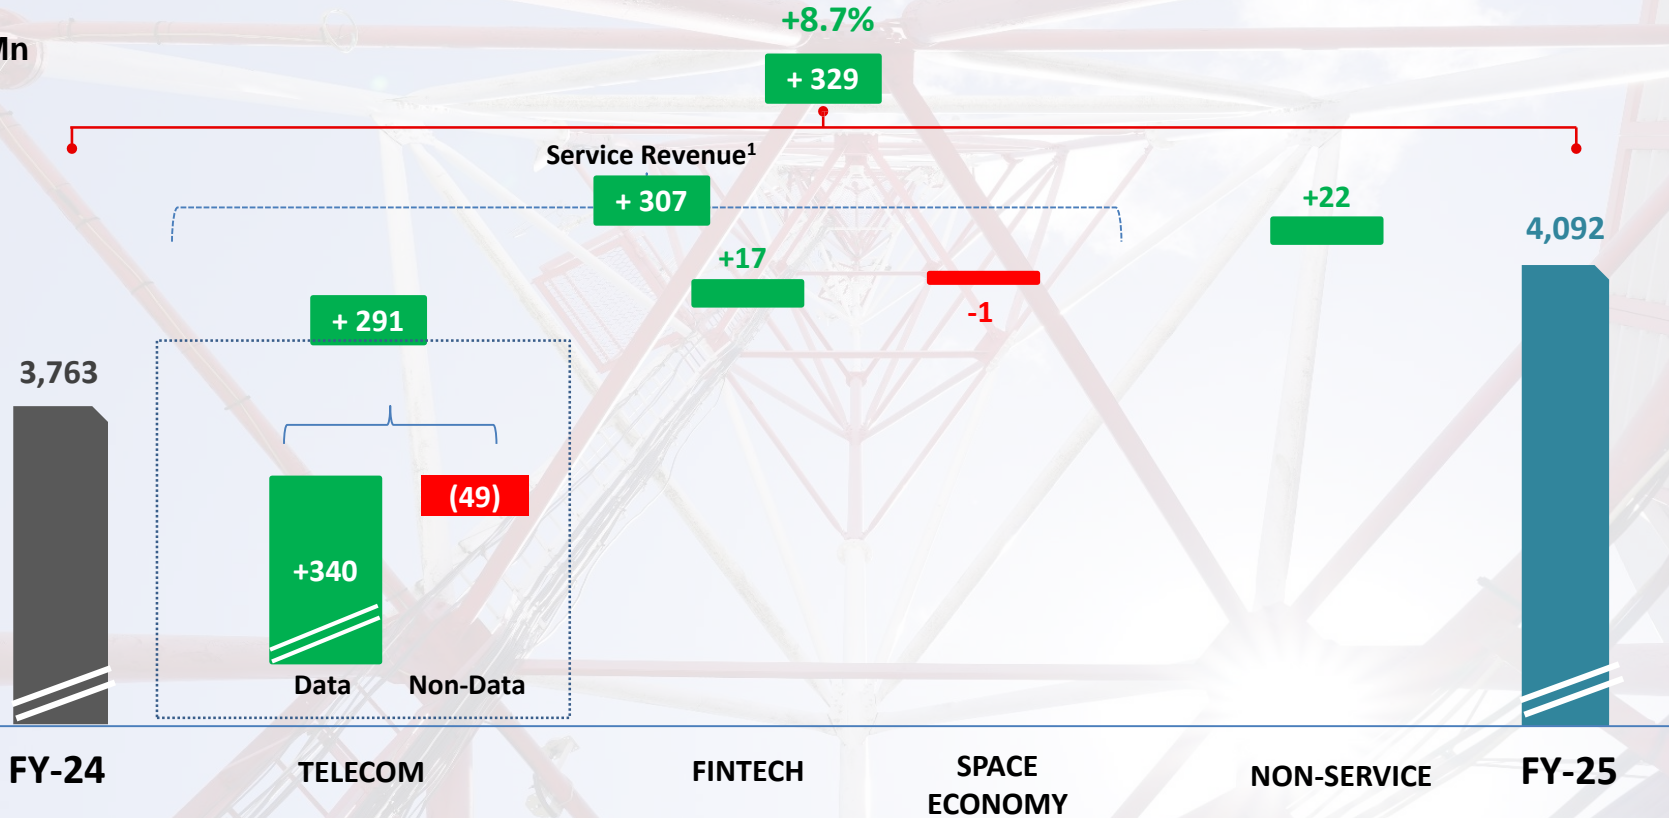 +8.7%
Mn
+ 329
Service Revenue1
+ 307
+22
4,092
+17
-1
+ 291
3,763
(49)
+340
Data Non-Data
FY-24 TELECOM FINTECH SPACE ECONOMY NON-SERVICE FY-25